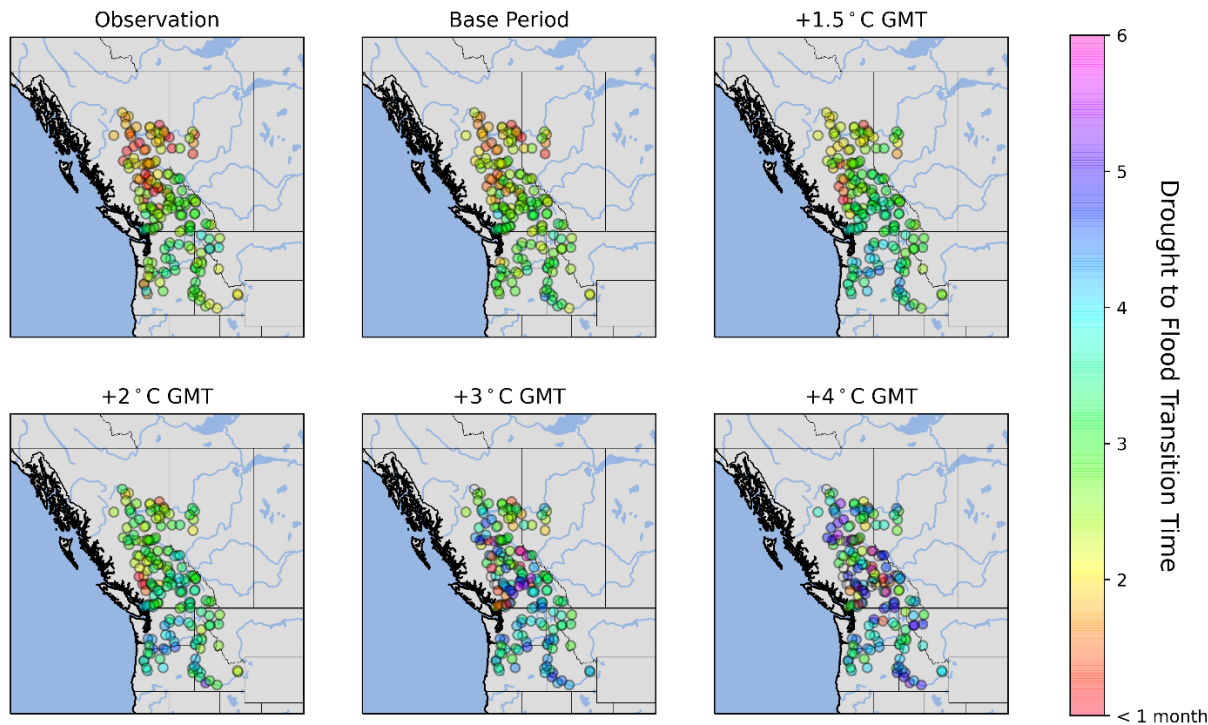 Observation
Base Period
+1.5°C GMT
+2°C GMT
+3°C GMT
+4°C GMT
6
5
4
3
2
< 1 month
Drought to Flood Transition Time